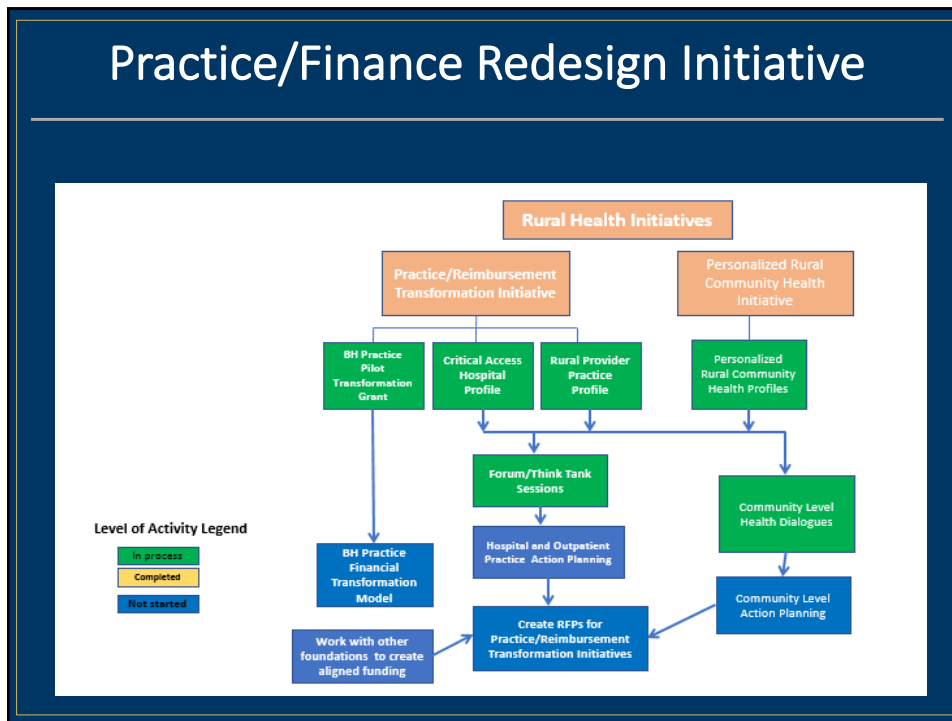 Practice/Finance Redesign Initiative
Rural Health Initiatives
Practice/Reimbursement
Transformation Initiative
Personalized Rural
Community Health
Initiative
BH Practice
Pilot
Transformation
Grant
Critical Access
Hospital
Profile
Rural Provider
Practice
Profile
Personalized
Rural Community
Health Profiles
Forum/Think Tank
Sessions
Community Level
Health Dialogues
Level of Activity Legend
In process
Completed
Not started
BH Practice
Financial
Transformation
Model
Hospital and Outpatient
Practice Action Planning
Community Level
Action Planning
Work with other
foundations to create
aligned funding
Create RFPs for
Practice/Reimbursement
Transformation Initiatives